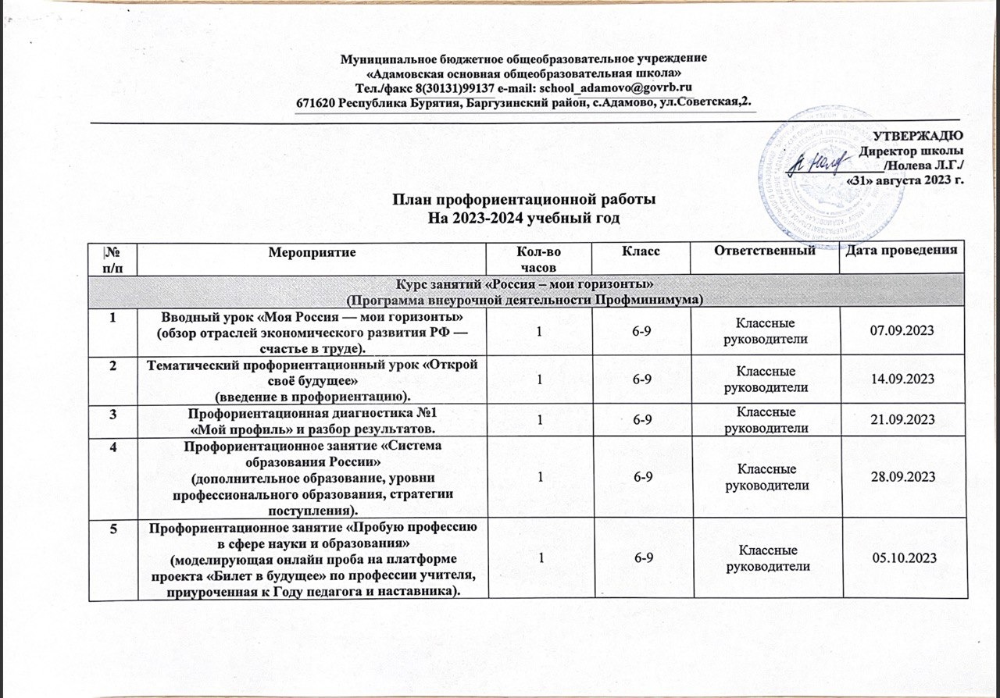 Муниципальное бюджетное общеобразовательное учреждение
«Адамовская основная общеобразовательная школа»
Тел./факс 8(30131)99137 e-mail: school_adamovo@govrb.ru
671620 Республика Бурятия, Баргузинский район, с.Адамово, ул.Советская,2.
УТВЕРЖДАЮ
Директор школы
/Нолева Л.Г./
«31» августа 2023 г.
План профориентационной работы
На 2023-2024 учебный год
№ п/п
Мероприятие
Кол-во часов
Класс
Ответственный
Дата проведения
Курс занятий «Россия – мои горизонты»
(Программа внеурочной деятельности Профминимума)
1
Вводный урок «Моя Россия — мои горизонты»
(обзор отраслей экономического развития РФ —
счастье в труде).
1
6-9
Классные
руководители
07.09.2023
2
Тематический профориентационный урок «Открой
своё будущее»
(введение в профориентацию).
1
6-9
Классные
руководители
14.09.2023
3
Профориентационная диагностика №1
«Мой профиль» и разбор результатов.
1
6-9
Классные
руководители
21.09.2023
4
Профориентационное занятие «Система
образования России»
(дополнительное образование, уровни
профессионального образования, стратегии
поступления).
1
6-9
Классные
руководители
28.09.2023
5
Профориентационное занятие «Пробую профессию
в сфере науки и образования»
(моделирующая онлайн проба на платформе
проекта «Билет в будущее» по профессии учителя,
приуроченная к Году педагога и наставника).
1
6-9
Классные
руководители
05.10.2023